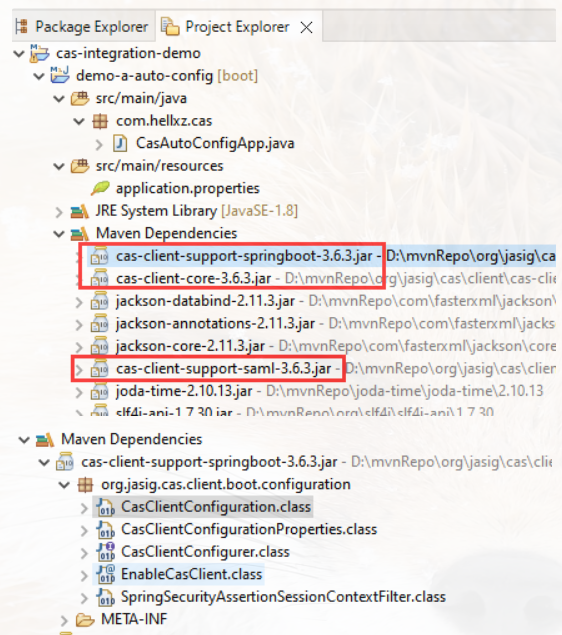 Package Explorer Project Explorer
cas-integration-demo
demo-a-auto-config [boot]
src/main/java
com.hellxz.cas
CasAutoConfigApp.java
src/main/resources
application.properties
JRE System Library [JavaSE-1.8]
Maven Dependencies
cas-client-support-springboot-3.6.3.jar - D:\mvnRepo\org\jasig\ca
cas-client-core-3.6.3.jar - D:\mvnRepo\org\jasig\cas\client\cas-clie
jackson-databind-2.11.3.jar - D:\mvnRepo\com\fasterxml\jackson\
jackson-annotations-2.11.3.jar - D:\mvnRepo\com\fasterxml\jacks
jackson-core-2.11.3.jar - D:\mvnRepo\com\fasterxml\jackson\core
cas-client-support-saml-3.6.3.jar - D:\mvnRepo\org\jasig\cas\clien
joda-time-2.10.13.jar - D:\mvnRepo\joda-time\joda-time\2.10.13
slf4j-api-1.7.30.jar - D:\mvnRepo\org\slf4j\slf4j-api\1.7.30
Maven Dependencies
cas-client-support-springboot-3.6.3.jar - D:\mvnRepo\org\jasig\cas\clie
org.jasig.cas.client.boot.configuration
CasClientConfiguration.class
CasClientConfigurationProperties.class
CasClientConfigurer.class
EnableCasClient.class
SpringSecurityAssertionSessionContextFilter.class
META-INF